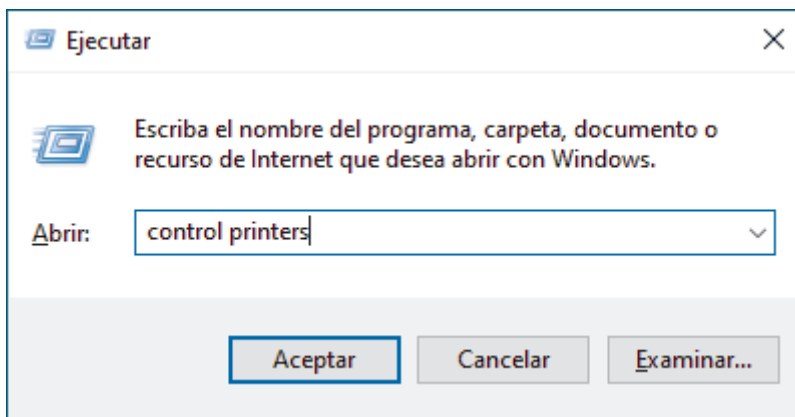 Ejecutar
Escriba el nombre del programa, carpeta, documento o
recurso de Internet que desea abrir con Windows.
Abrir: control printers
Aceptar Cancelar Examinar...